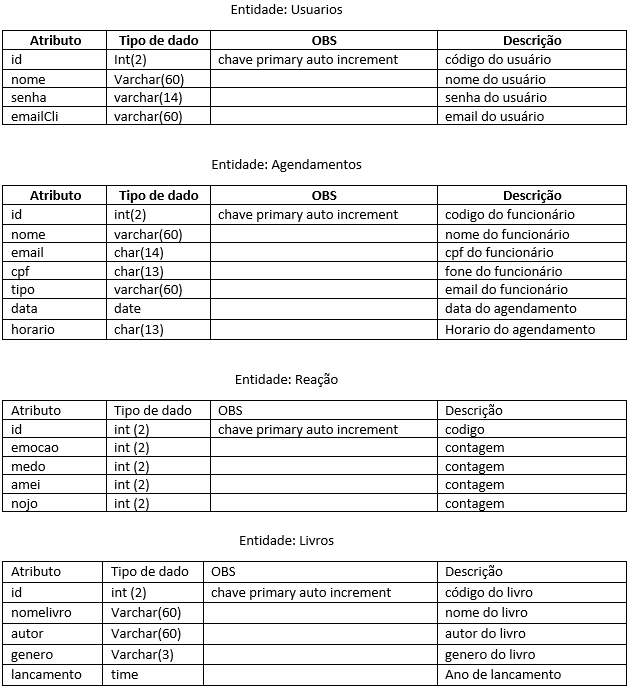 Entidade: Usuarios
Atributo Tipo de dado OBS Descrição
id Int(2) chave primary auto increment código do usuário
nome Varchar(60) nome do usuário
senha varchar(14) senha do usuário
emailCli varchar(60) email do usuário
Entidade: Agendamentos
Atributo Tipo de dado OBS Descrição
id int(2) chave primary auto increment codigo do funcionário
nome varchar(60) nome do funcionário
email char(14) cpf do funcionário
cpf char(13) fone do funcionário
tipo varchar(60) email do funcionário
data date data do agendamento
horario char(13) Horario do agendamento
Entidade: Reação
Atributo Tipo de dado OBS Descrição
id int (2) chave primary auto increment codigo
emocao int (2) contagem
medo int (2) contagem
amei int (2) contagem
nojo int (2) contagem
Entidade: Livros
Atributo Tipo de dado OBS Descrição
id int (2) chave primary auto increment código do livro
nomelivro Varchar(60) nome do livro
autor Varchar(60) autor do livro
genero Varchar(3) genero do livro
lancamento time Ano de lancamento